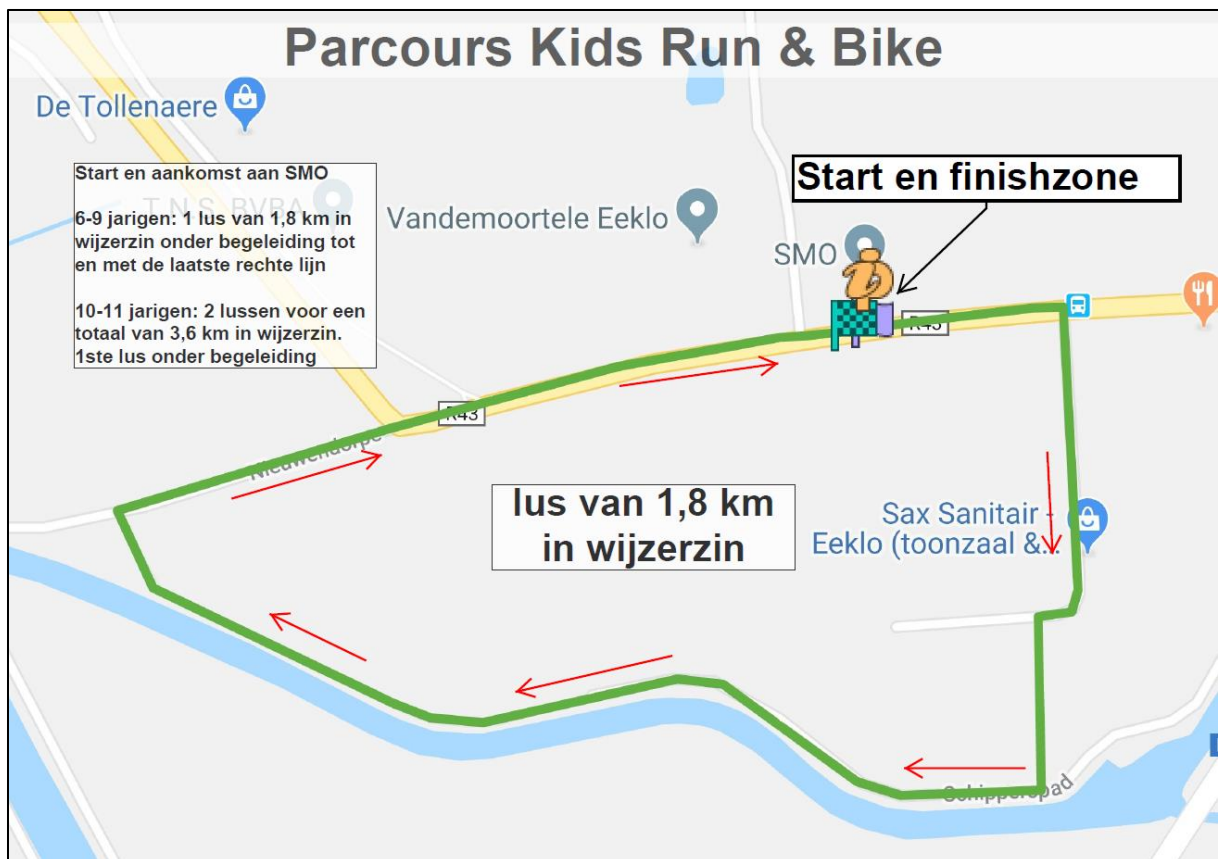 Parcours Kids Run & Bike
De Tollenaere
Start en aankomst aan SMO
6-9 jarigen: 1 lus van 1,8 km in
wijzerzin onder begeleiding tot
en met de laatste rechte lijn
10-11 jarigen: 2 lussen voor een
totaal van 3,6 km in wijzerzin.
1ste lus onder begeleiding
T.N.S. BVBA
Vandemoortele Eeklo
Start en finishzone
SMO
R43
R43
Nieuwendorpe
lus van 1,8 km
in wijzerzin
Sax Sanitair -
Eeklo (toonzaal &...
Schipperspad